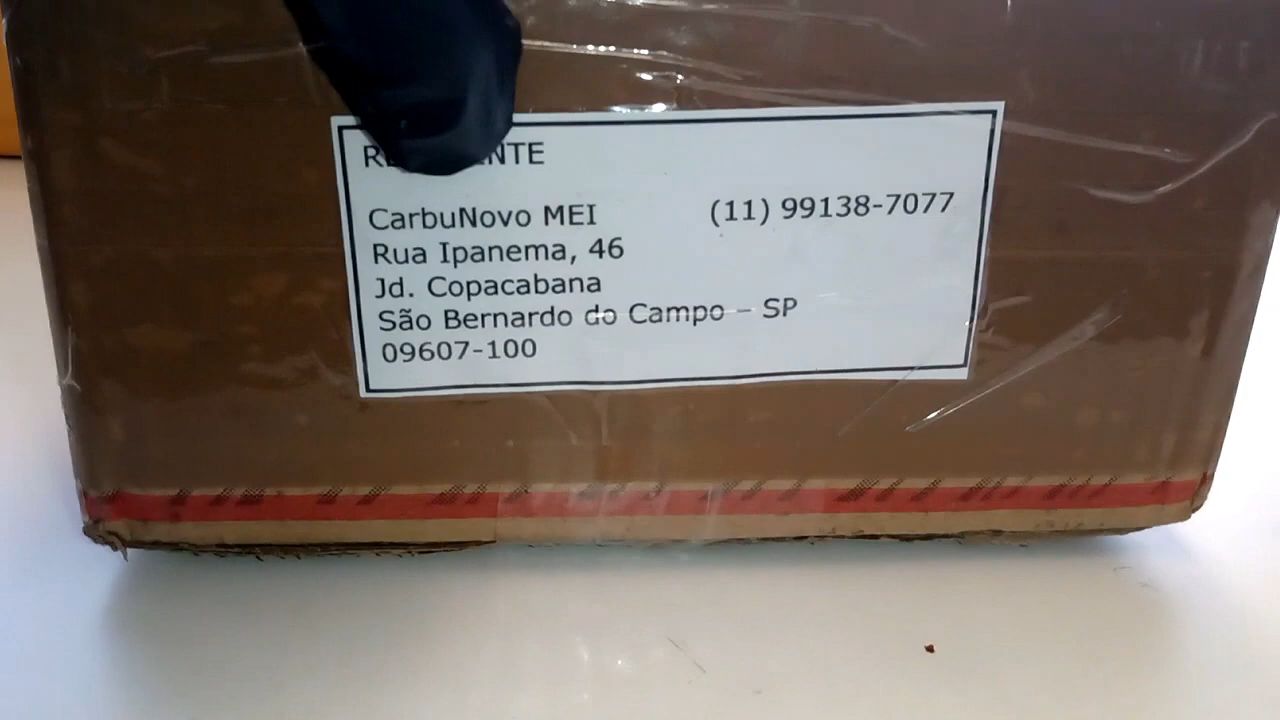 CarbuNovo MEI (11) 99138-7077
Rua Ipanema, 46
Jd. Copacabana
São Bernardo do Campo – SP
09607-100